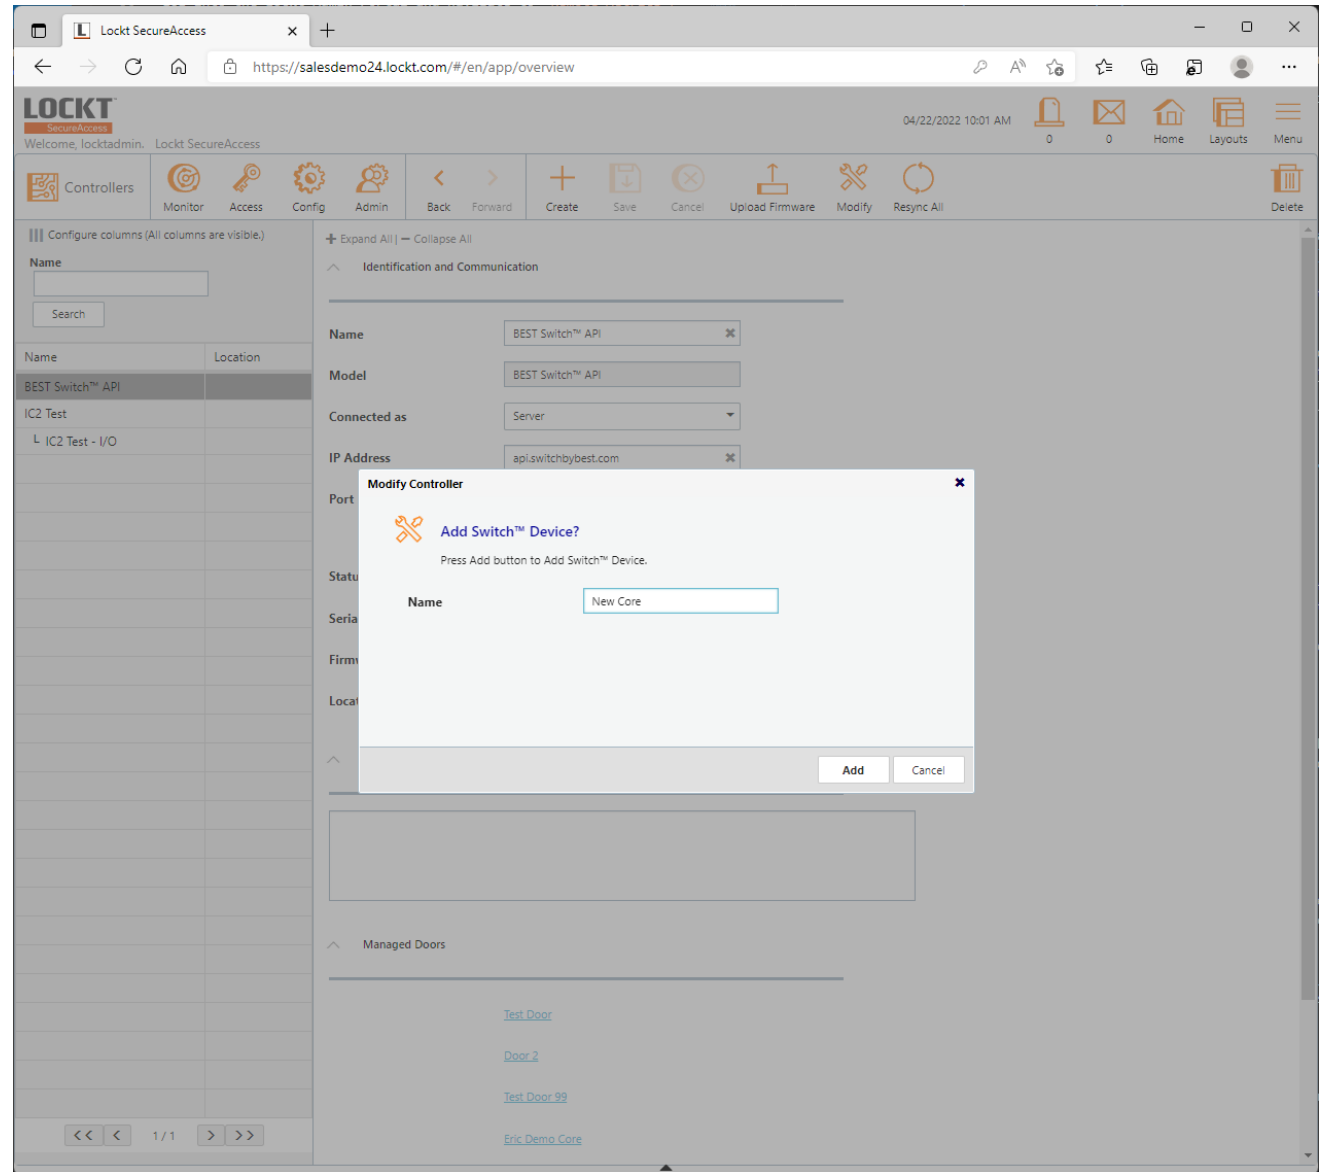 Lockt SecureAccess
https://salesdemo24.lockt.com/#/en/app/overview
LOCKT
SecureAccess
Welcome, locktadmin. Lockt SecureAccess
04/22/2022 10:01 AM
0 0 Home Layouts Menu
Controllers
Monitor Access Config Admin Back Forward Create Save Cancel Upload Firmware Modify Resync All Delete
Configure columns (All columns are visible.)
Name
Search
Name Location
BEST Switch™ API
IC2 Test
IC2 Test - I/O
1 / 1
Expand All | Collapse All
Identification and Communication
Name BEST Switch™ API
Model BEST Switch™ API
Connected as Server
IP Address api.switchbybest.com
Port
Statu
Seria
Firmw
Locat
Modify Controller
Add Switch™ Device?
Press Add button to Add Switch™ Device.
Name New Core
Add Cancel
Managed Doors
Test Door
Door 2
Test Door 99
Eric Demo Core